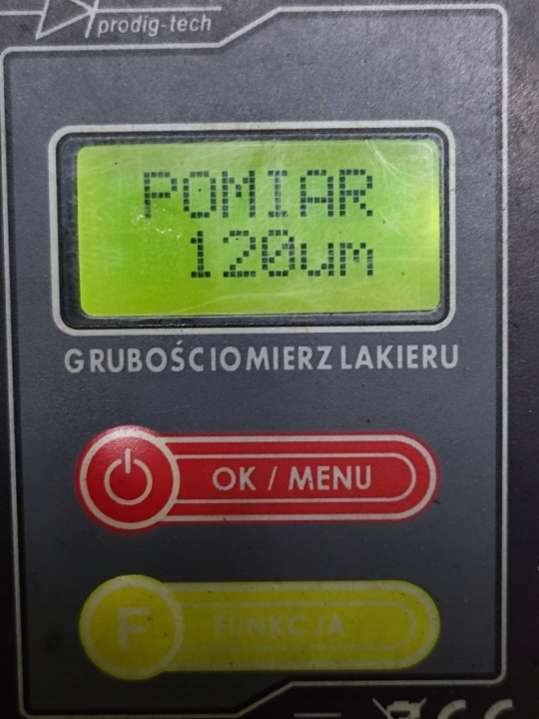 prodig-tech
POMIAR
120um
GRUBOŚCIOMIERZ LAKIERU
OK / MENU
F FUNKCJA